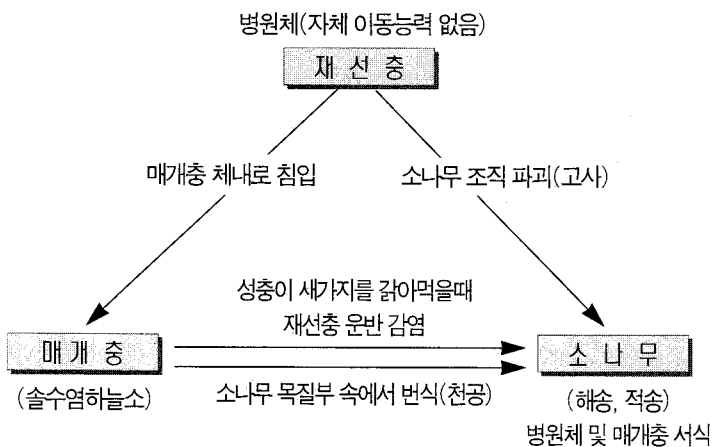 병원체(자체 이동능력 없음)
재 선 충
매개충 체내로 침입
소나무 조직 파괴(고사)
성충이 새가지를 갉아먹을때
재선충 운반 감염
매 개 충
소 나 무
(솔수염하늘소)
소나무 목질부 속에서 번식(천공)
(해송, 적송)
병원체 및 매개충 서식